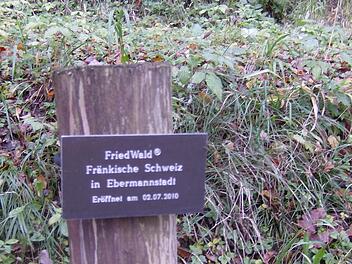 FriedWald®
Fränkische Schweiz
in Ebermannstadt
Eröffnet am 02.07.2010